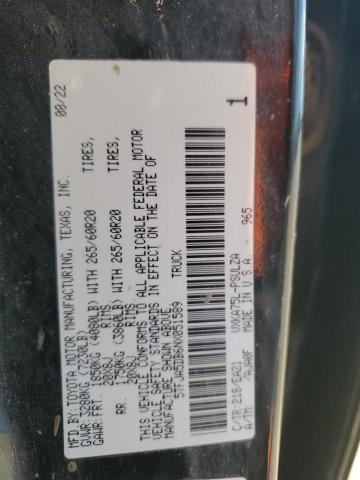 MFD.BY:TOYOTA MOTOR MANUFACTURING, TEXAS, INC. 08/22
GVWR:3280KG(7230LB)
GAWR:FRT. 1850KG(4080LB)WITH 265/60R20 TIRES,
20X8J RIMS
RR. 1750KG(3860LB)WITH 265/60R20 TIRES,
20X8J RIMS
THIS VEHICLE CONFORMS TO ALL APPLICABLE FEDERAL MOTOR
VEHICLE SAFETY STANDARDS IN EFFECT ON THE DATE OF
MANUFACTURE SHOWN ABOVE.
5TFJA5DB6NX051589 TRUCK
1
C/TR:218/EA21 VXKA75L-PSVLZA
A/TM: /AJA0F MADE IN U.S.A. 965